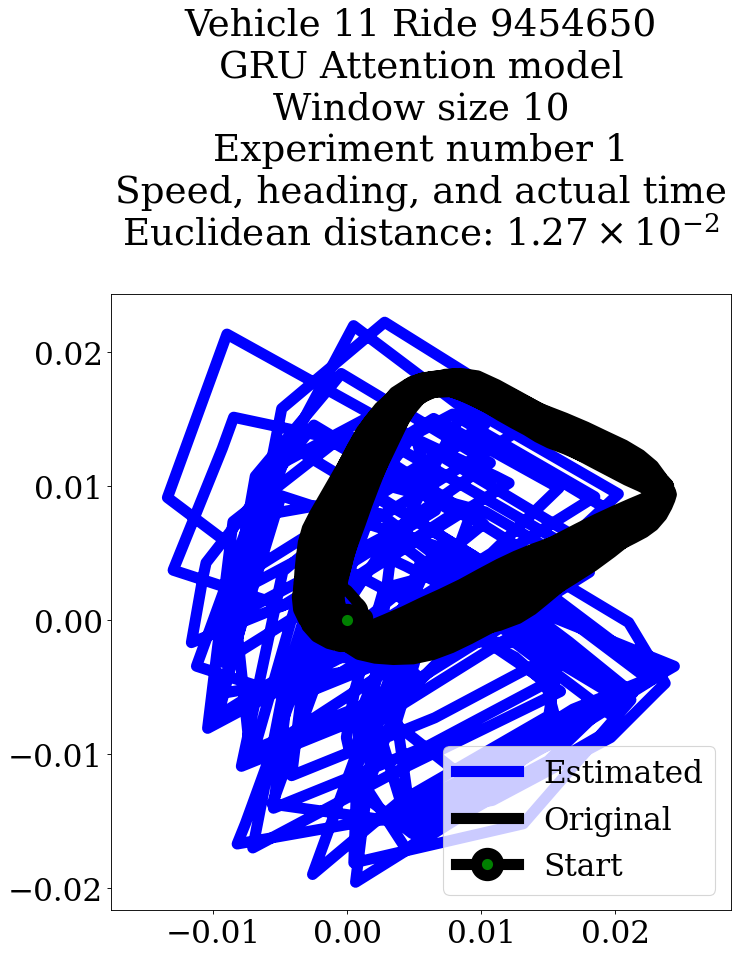 Vehicle 11 Ride 9454650
GRU Attention model
Window size 10
Experiment number 1
Speed, heading, and actual time
Euclidean distance: 1.27 × 10⁻²
0.02
0.01
0.00
−0.01
−0.02
Estimated
Original
Start
−0.01 0.00 0.01 0.02